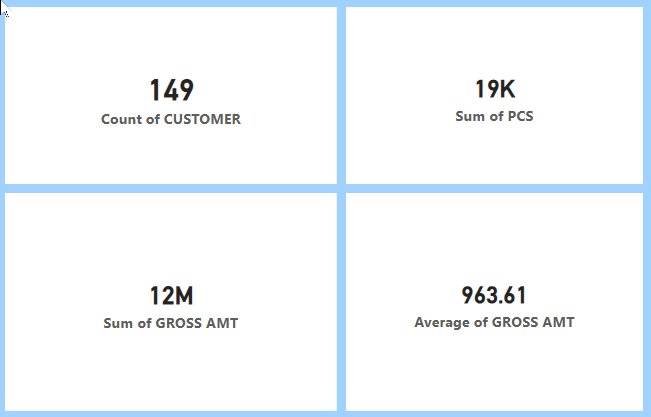 149
Count of CUSTOMER
19K
Sum of PCS
12M
Sum of GROSS AMT
963.61
Average of GROSS AMT